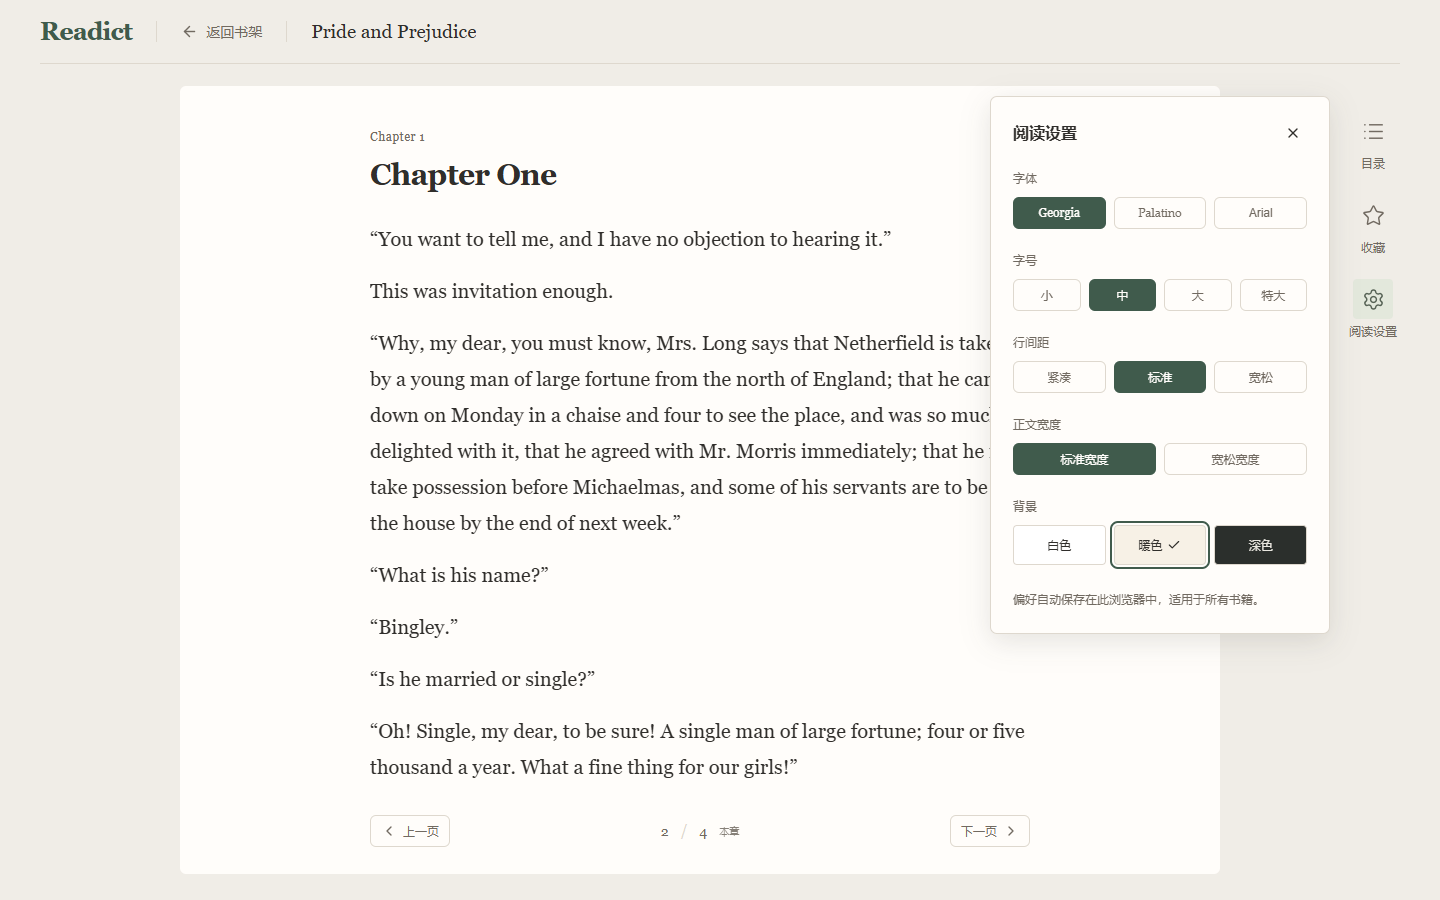 Readict
返回书架
Pride and Prejudice
Chapter 1
Chapter One
“You want to tell me, and I have no objection to hearing it.”
This was invitation enough.
“Why, my dear, you must know, Mrs. Long says that Netherfield is
by a young man of large fortune from the north of England; that he
down on Monday in a chaise and four to see the place, and was so
delighted with it, that he agreed with Mr. Morris immediately; that he
take possession before Michaelmas, and some of his servants are to be
the house by the end of next week.”
“What is his name?”
“Bingley.”
“Is he married or single?”
“Oh! Single, my dear, to be sure! A single man of large fortune; four or five
thousand a year. What a fine thing for our girls!”
上一页
2 / 4 本章
下一页
阅读设置
字体
Georgia Palatino Arial
字号
小 中 大 特大
行间距
紧凑 标准 宽松
正文宽度
标准宽度 宽松宽度
背景
白色 暖色 深色
偏好自动保存在此浏览器中，适用于所有书籍。
目录
收藏
阅读设置